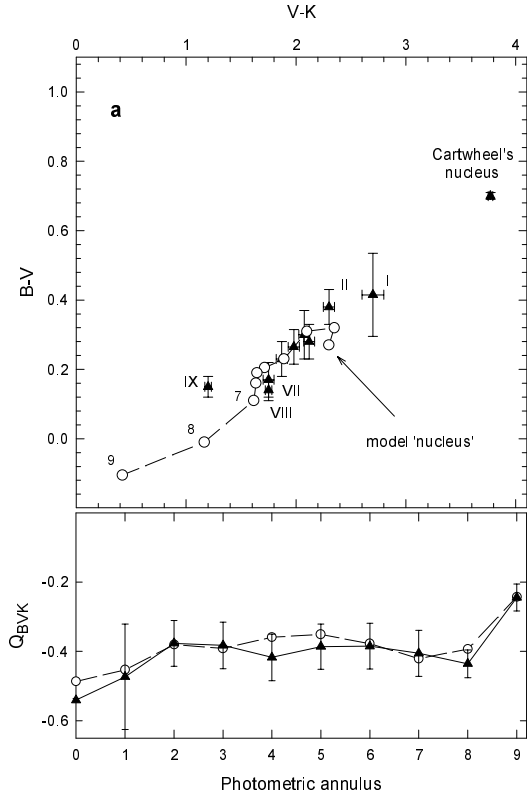 V-K
0 1 2 3 4
a
1.0
0.8
0.6
0.4
0.2
0.0
B-V
Cartwheel's
nucleus
II
I
IX
7
VII
VIII
8
9
model 'nucleus'
-0.2
-0.4
-0.6
QBVK
0 1 2 3 4 5 6 7 8 9
Photometric annulus